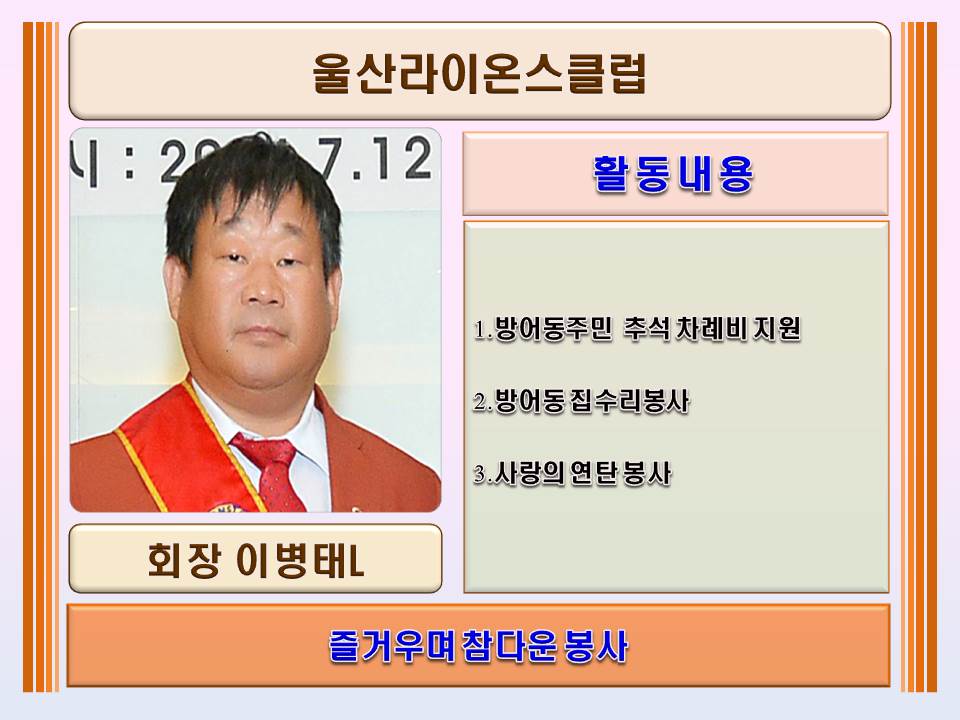 울산라이온스클럽
시 : 20 7.12
활동내용
1.방어동주민 추석 차례비 지원
2.방어동 집수리봉사
3.사랑의 연탄 봉사
회장 이병태L
즐거우며 참다운 봉사